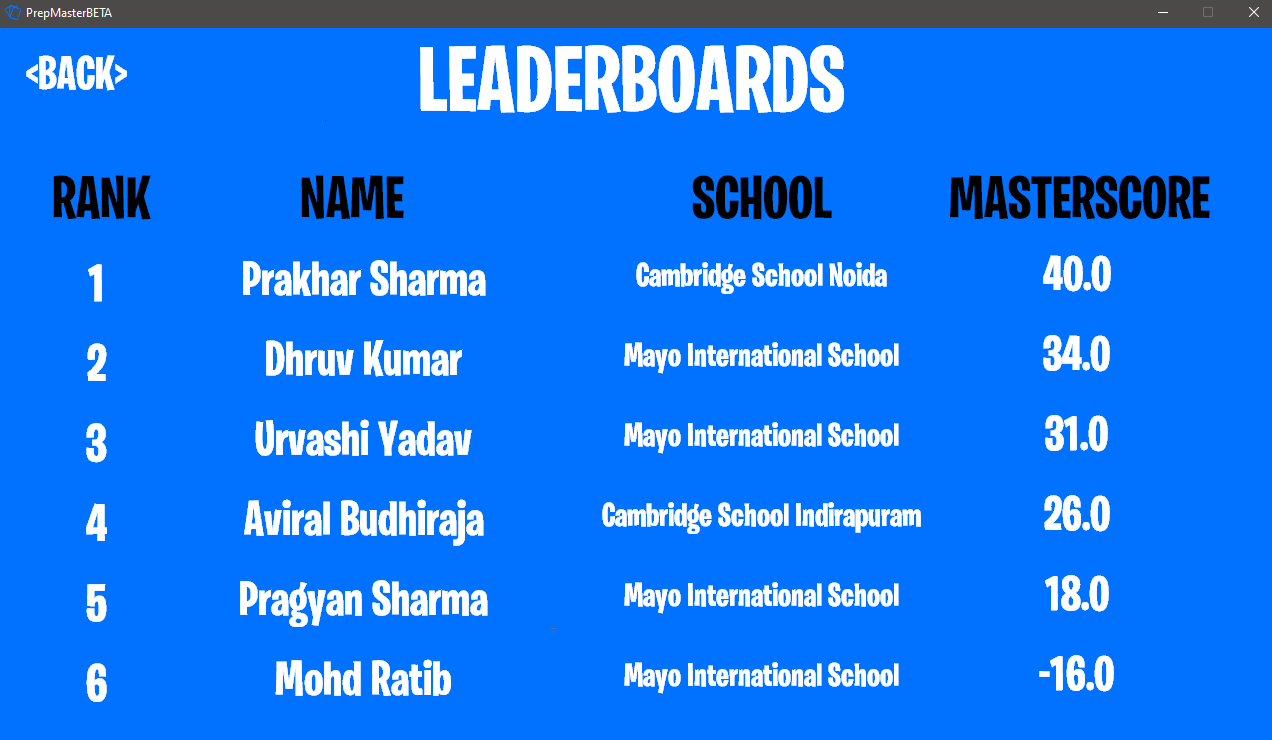 PrepMasterBETA
<BACK>
LEADERBOARDS
RANK NAME SCHOOL MASTERSCORE
1 Prakhar Sharma Cambridge School Noida 40.0
2 Dhruv Kumar Mayo International School 34.0
3 Urvashi Yadav Mayo International School 31.0
4 Aviral Budhiraja Cambridge School Indirapuram 26.0
5 Pragyan Sharma Mayo International School 18.0
6 Mohd Ratib Mayo International School -16.0